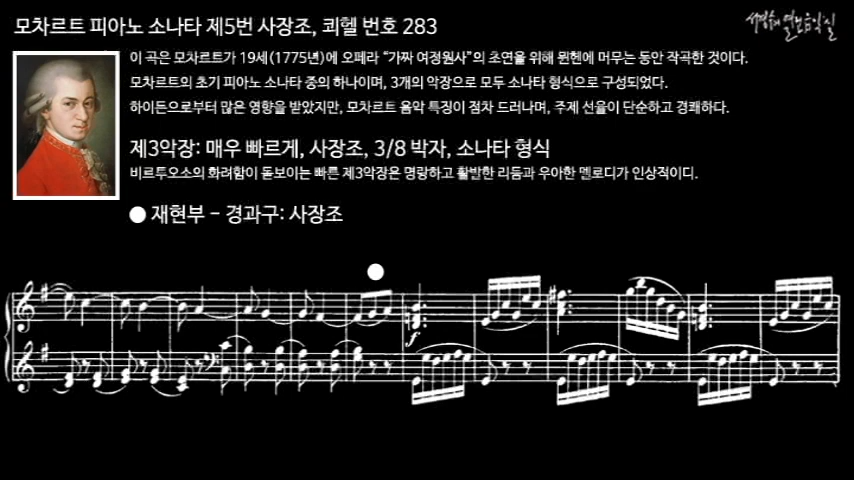 모차르트 피아노 소나타 제5번 사장조, 쾨헬 번호 283
이 곡은 모차르트가 19세(1775년)에 오페라 “가짜 여정원사”의 초연을 위해 뮌헨에 머무는 동안 작곡한 것이다.
모차르트의 초기 피아노 소나타 중의 하나이며, 3개의 악장으로 모두 소나타 형식으로 구성되었다.
하이든으로부터 많은 영향을 받았지만, 모차르트 음악 특징이 점차 드러나며, 주제 선율이 단순하고 경쾌하다.
제3악장: 매우 빠르게, 사장조, 3/8 박자, 소나타 형식
비르투오소의 화려함이 돋보이는 빠른 제3악장은 명랑하고 활발한 리듬과 우아한 멜로디가 인상적이다.
● 재현부 - 경과구: 사장조
f